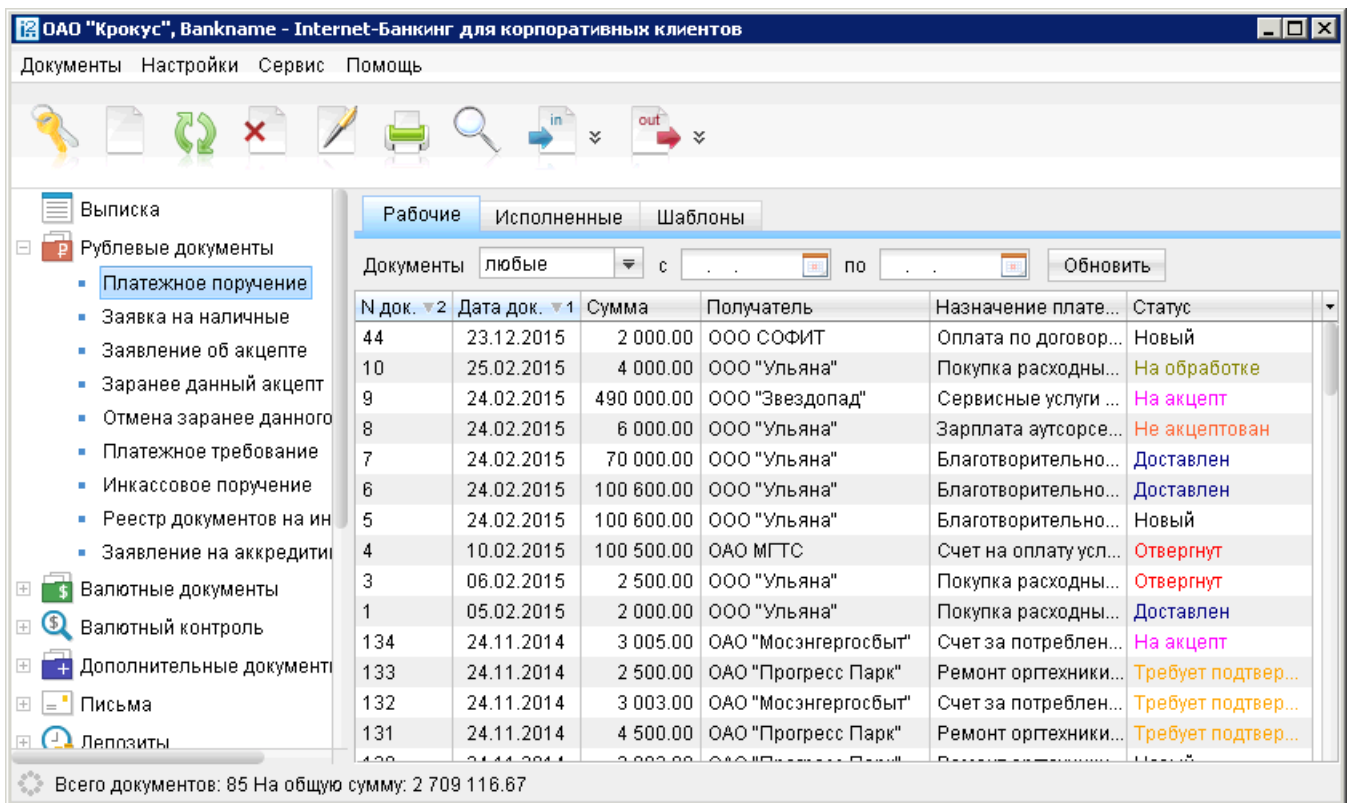 ОАО "Крокус", Bankname - Internet-Банкинг для корпоративных клиентов
Документы Настройки Сервис Помощь
in out
Выписка
Рублевые документы
Платежное поручение
Заявка на наличные
Заявление об акцепте
Заранее данный акцепт
Отмена заранее данного
Платежное требование
Инкассовое поручение
Реестр документов на ин
Заявление на аккредити
Валютные документы
Валютный контроль
Дополнительные документ
Письма
Депозиты
Рабочие Исполненные Шаблоны
Документы любые с . . по . . Обновить
N док. 2 Дата док. 1 Сумма Получатель Назначение плате... Статус
44 23.12.2015 2 000.00 ООО СОФИТ Оплата по договор... Новый
10 25.02.2015 4 000.00 ООО "Ульяна" Покупка расходны... На обработке
9 24.02.2015 490 000.00 ООО "Звездопад" Сервисные услуги ... На акцепт
8 24.02.2015 6 000.00 ООО "Ульяна" Зарплата аутсорсе... Не акцептован
7 24.02.2015 70 000.00 ООО "Ульяна" Благотворительно... Доставлен
6 24.02.2015 100 600.00 ООО "Ульяна" Благотворительно... Доставлен
5 24.02.2015 100 600.00 ООО "Ульяна" Благотворительно... Новый
4 10.02.2015 100 500.00 ОАО МГТС Счет на оплату усл... Отвергнут
3 06.02.2015 2 500.00 ООО "Ульяна" Покупка расходны... Отвергнут
1 05.02.2015 2 000.00 ООО "Ульяна" Покупка расходны... Доставлен
134 24.11.2014 3 005.00 ОАО "Мосэнгергосбыт" Счет за потреблен... На акцепт
133 24.11.2014 2 500.00 ОАО "Прогресс Парк" Ремонт оргтехники... Требует подтвер...
132 24.11.2014 3 003.00 ОАО "Мосэнгергосбыт" Счет за потреблен... Требует подтвер...
131 24.11.2014 4 500.00 ОАО "Прогресс Парк" Ремонт оргтехники... Требует подтвер...
Всего документов: 85 На общую сумму: 2 709 116.67